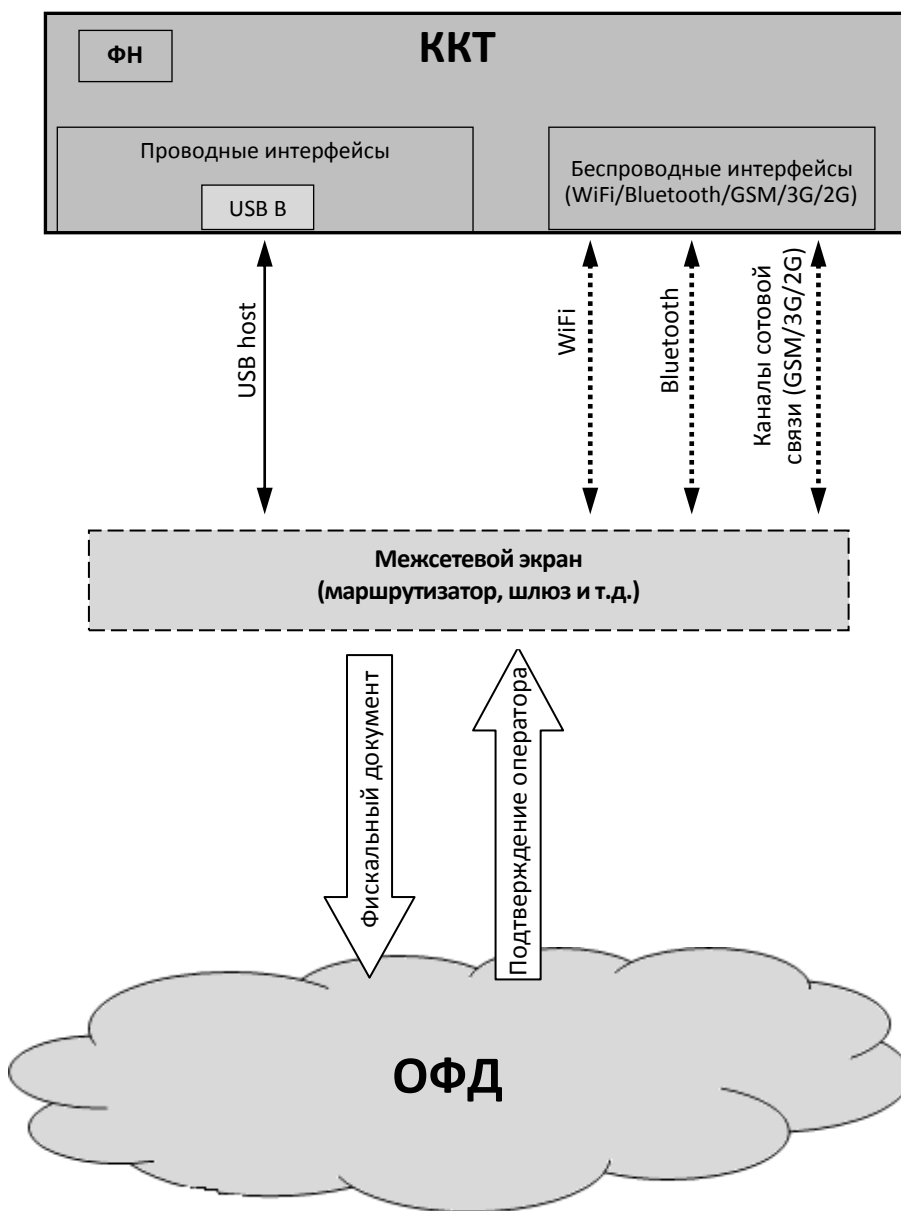 ККТ
ФН
Проводные интерфейсы
USB B
Беспроводные интерфейсы
(WiFi/Bluetooth/GSM/3G/2G)
USB host
WiFi
Bluetooth
Каналы сотовой
связи (GSM/3G/2G)
Межсетевой экран
(маршрутизатор, шлюз и т.д.)
Фискальный документ
Подтверждение оператора
ОФД